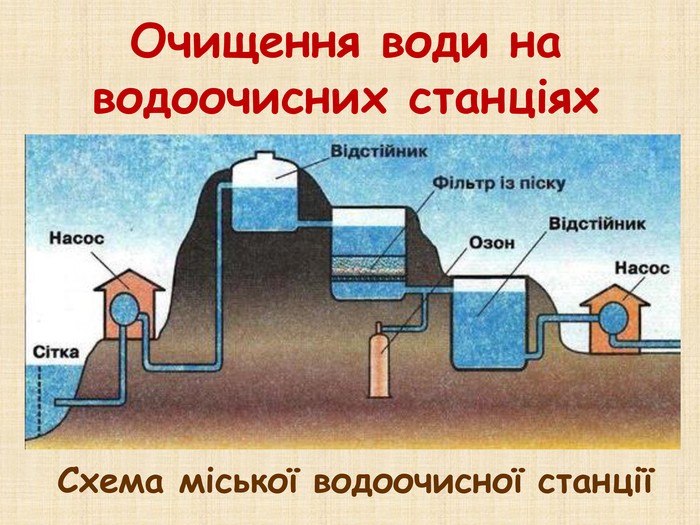 Очищення води на
водоочисних станціях
Відстійник
Фільтр із піску
Відстійник
Озон
Насос
Насос
Сітка
Схема міської водоочисної станції